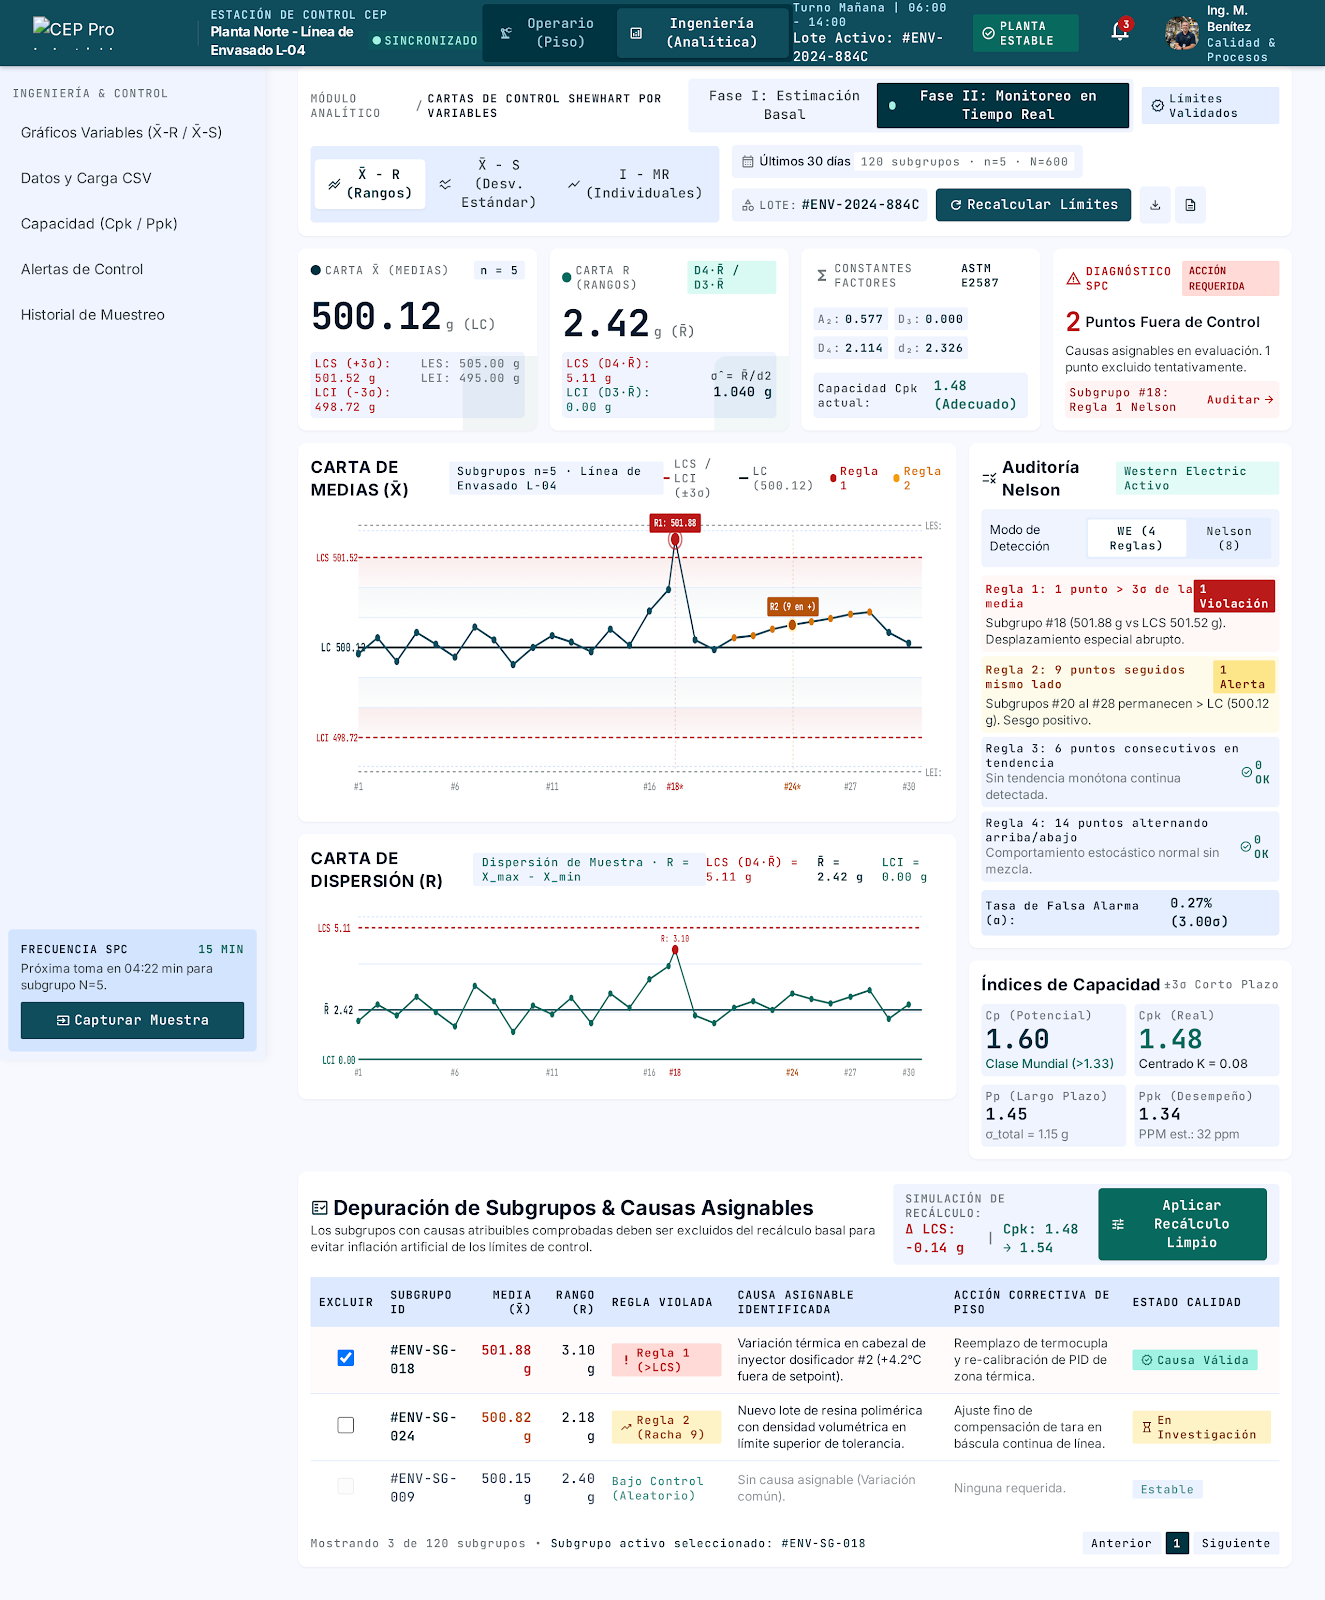 CEP Pro
ESTACIÓN DE CONTROL CEP
Planta Norte - Línea de
Envasado L-04
SINCRONIZADO
Operario
(Piso)
Ingeniería
(Analítica)
Turno Mañana | 06:00
- 14:00
Lote Activo: #ENV-
2024-884C
PLANTA
ESTABLE
3
Ing. M.
Benítez
Calidad &
Procesos
INGENIERÍA & CONTROL
Gráficos Variables (X̄-R / X̄-S)
Datos y Carga CSV
Capacidad (Cpk / Ppk)
Alertas de Control
Historial de Muestreo
FRECUENCIA SPC
15 MIN
Próxima toma en 04:22 min para
subgrupo N=5.
Capturar Muestra
MÓDULO
ANALÍTICO
/
CARTAS DE CONTROL SHEWHART POR
VARIABLES
Fase I: Estimación
Basal
Fase II: Monitoreo en
Tiempo Real
Límites
Validados
X̄ - R
(Rangos)
X̄ - S
(Desv.
Estándar)
I - MR
(Individuales)
Últimos 30 días
120 subgrupos · n=5 · N=600
LOTE: #ENV-2024-884C
Recalcular Límites
CARTA X̄ (MEDIAS)
n = 5
500.12 g (LC)
LCS (+3σ):
501.52 g
LCI (-3σ):
498.72 g
LES: 505.00 g
LEI: 495.00 g
CARTA R
(RANGOS)
D4·R̄ /
D3·R̄
2.42 g (R̄)
LCS (D4·R̄):
5.11 g
LCI (D3·R̄):
0.00 g
σ̂ = R̄/d2
1.040 g
CONSTANTES
FACTORES
ASTM
E2587
A₂: 0.577
D₃: 0.000
D₄: 2.114
d₂: 2.326
Capacidad Cpk
actual:
1.48
(Adecuado)
DIAGNÓSTICO
SPC
ACCIÓN
REQUERIDA
2 Puntos Fuera de Control
Causas asignables en evaluación. 1
punto excluido tentativamente.
Subgrupo #18:
Regla 1 Nelson
Auditar →
CARTA DE
MEDIAS (X̄)
Subgrupos n=5 · Línea de
Envasado L-04
LCS /
LCI
(±3σ)
LC
(500.12)
Regla
1
Regla
2
R1: 501.88
LES:
LCS 501.52
R2 (9 en +)
LC 500.12
LCI 498.72
LEI:
#1
#6
#11
#16
#18*
#24*
#27
#30
CARTA DE
DISPERSIÓN (R)
Dispersión de Muestra · R =
X_max - X_min
LCS (D4·R̄) =
5.11 g
R̄ =
2.42 g
LCI =
0.00 g
LCS 5.11
R: 3.10
R̄ 2.42
LCI 0.00
#1
#6
#11
#16
#18
#24
#27
#30
Auditoría
Nelson
Western Electric
Activo
Modo de
Detección
WE (4
Reglas)
Nelson
(8)
Regla 1: 1 punto > 3σ de la
media
1
Violación
Subgrupo #18 (501.88 g vs LCS 501.52 g).
Desplazamiento especial abrupto.
Regla 2: 9 puntos seguidos
mismo lado
1
Alerta
Subgrupos #20 al #28 permanecen > LC (500.12
g). Sesgo positivo.
Regla 3: 6 puntos consecutivos en
tendencia
Sin tendencia monótona continua
detectada.
0
OK
Regla 4: 14 puntos alternando
arriba/abajo
Comportamiento estocástico normal sin
mezcla.
0
OK
Tasa de Falsa Alarma
(α):
0.27%
(3.00σ)
Índices de Capacidad
±3σ Corto Plazo
Cp (Potencial)
1.60
Clase Mundial (>1.33)
Cpk (Real)
1.48
Centrado K = 0.08
Pp (Largo Plazo)
1.45
σ_total = 1.15 g
Ppk (Desempeño)
1.34
PPM est.: 32 ppm
Depuración de Subgrupos & Causas Asignables
Los subgrupos con causas atribuibles comprobadas deben ser excluidos del recálculo basal para
evitar inflación artificial de los límites de control.
SIMULACIÓN DE
RECÁLCULO:
Δ LCS:
-0.14 g
|
Cpk: 1.48
→ 1.54
Aplicar
Recálculo
Limpio
EXCLUIR
SUBGRUPO
ID
MEDIA
(X̄)
RANGO
(R)
REGLA VIOLADA
CAUSA ASIGNABLE
IDENTIFICADA
ACCIÓN CORRECTIVA DE
PISO
ESTADO CALIDAD
#ENV-SG-
018
501.88
g
3.10
g
Regla 1
(>LCS)
Variación térmica en cabezal de
inyector dosificador #2 (+4.2°C
fuera de setpoint).
Reemplazo de termocupla
y re-calibración de PID de
zona térmica.
Causa Válida
#ENV-SG-
024
500.82
g
2.18
g
Regla 2
(Racha 9)
Nuevo lote de resina polimérica
con densidad volumétrica en
límite superior de tolerancia.
Ajuste fino de
compensación de tara en
báscula continua de línea.
En
Investigación
#ENV-SG-
009
500.15
g
2.40
g
Bajo Control
(Aleatorio)
Sin causa asignable (Variación
común).
Ninguna requerida.
Estable
Mostrando 3 de 120 subgrupos • Subgrupo activo seleccionado: #ENV-SG-018
Anterior
1
Siguiente